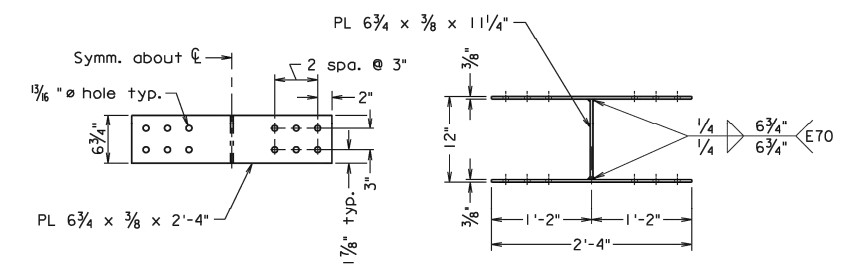 PL 6¾ x ⅜ x 11¼"
Symm. about ℄
2 spa. @ 3"
13/16 "ø hole typ.
2"
6¾"
3"
1⅞" typ.
PL 6¾ x ⅜ x 2'-4"
⅜"
12"
⅜"
¼ 6¾"
¼ 6¾"
E70
1'-2" 1'-2"
2'-4"